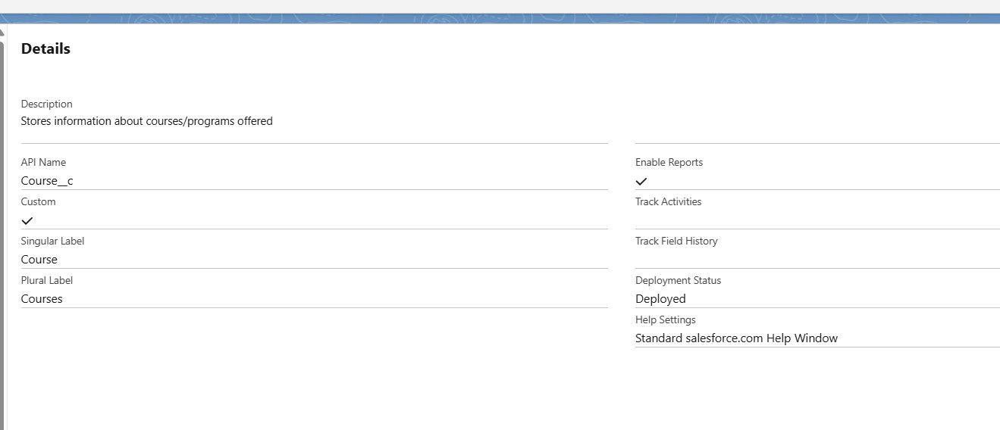 Details
Description
Stores information about courses/programs offered
API Name
Course__c
Enable Reports
Custom
Track Activities
Singular Label
Course
Track Field History
Plural Label
Courses
Deployment Status
Deployed
Help Settings
Standard salesforce.com Help Window